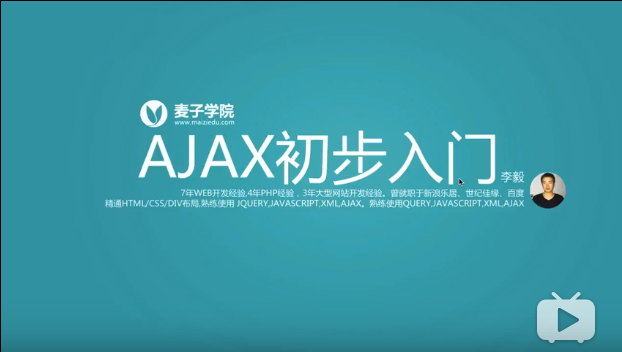 麦子学院
www.maiziedu.com
AJAX初步入门
李毅
7年WEB开发经验,4年PHP经验，3年大型网站开发经验。曾就职于新浪乐居、世纪佳缘、百度
精通HTML/CSS/DIV布局,熟练使用 JQUERY,JAVASCRIPT,XML,AJAX。熟练使用QUERY,JAVASCRIPT,XML,AJAX